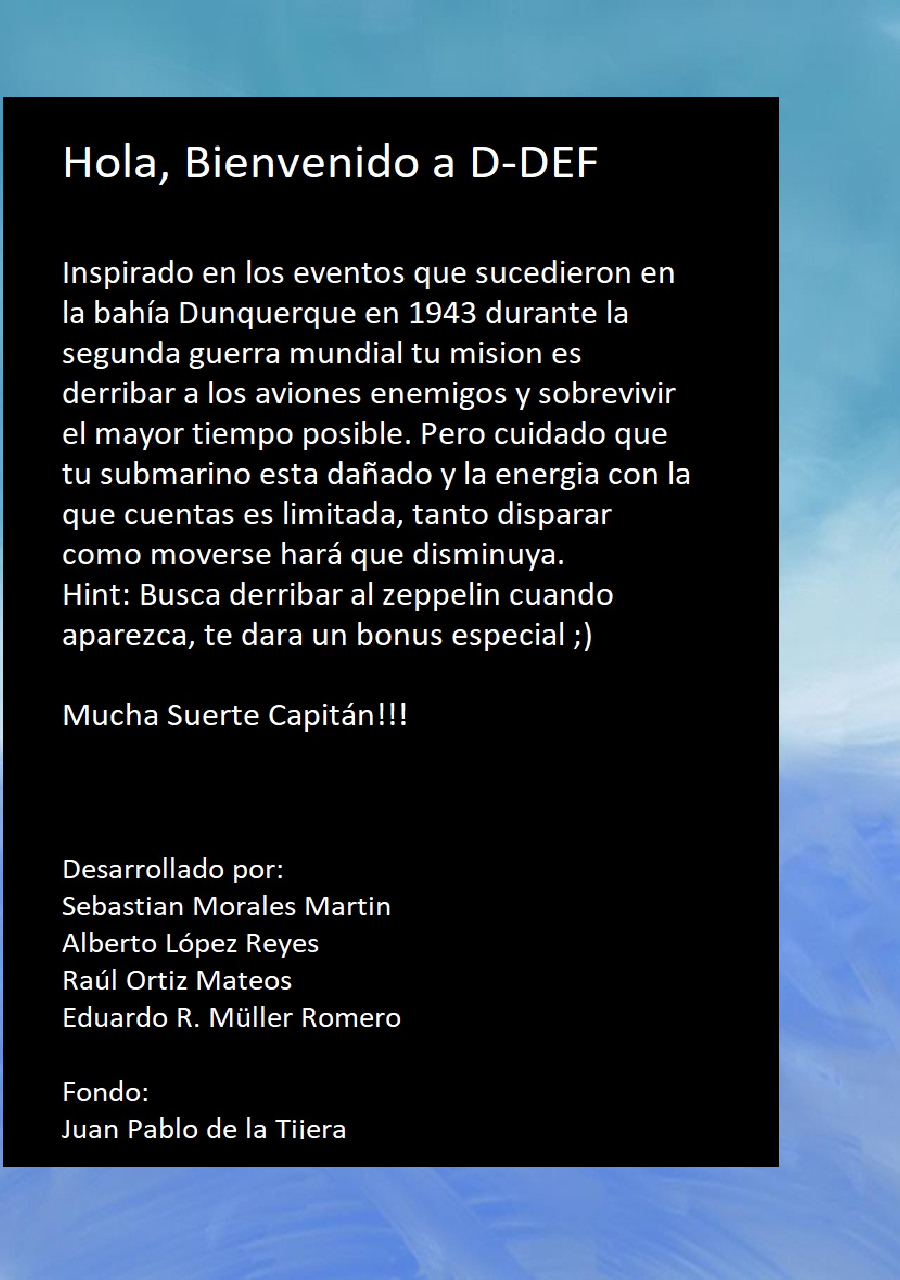 Hola, Bienvenido a D-DEF
Inspirado en los eventos que sucedieron en
la bahía Dunquerque en 1943 durante la
segunda guerra mundial tu mision es
derribar a los aviones enemigos y sobrevivir
el mayor tiempo posible. Pero cuidado que
tu submarino esta dañado y la energia con la
que cuentas es limitada, tanto disparar
como moverse hará que disminuya.
Hint: Busca derribar al zeppelin cuando
aparezca, te dara un bonus especial ;)
Mucha Suerte Capitán!!!
Desarrollado por:
Sebastian Morales Martin
Alberto López Reyes
Raúl Ortiz Mateos
Eduardo R. Müller Romero
Fondo:
Juan Pablo de la Tiiera